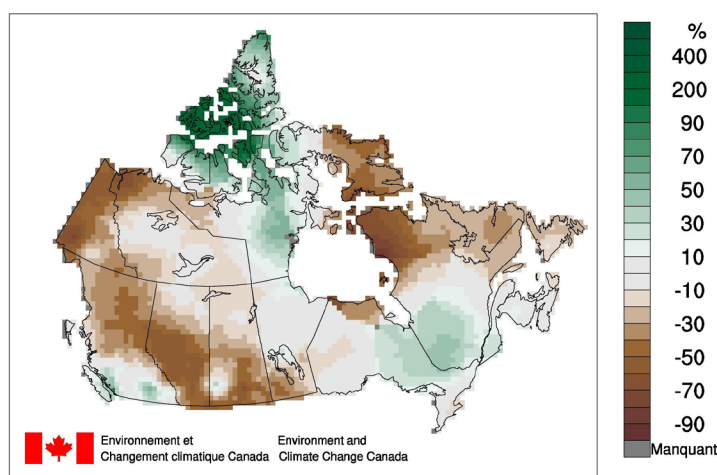 %
400
200
90
70
50
30
10
-10
-30
-50
-70
-90
Manquant
Environnement et
Changement climatique Canada
Environment and
Climate Change Canada